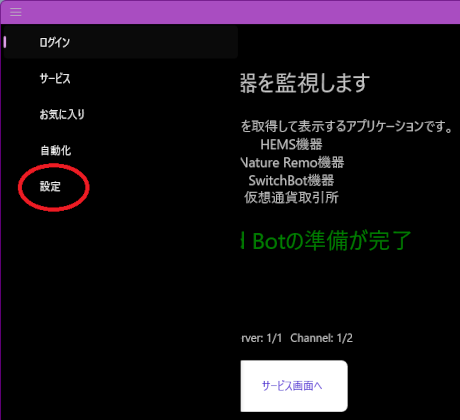 ログイン
サービス
お気に入り
自動化
設定
器を監視します
を取得して表示するアプリケーションです。
HEMS機器
Nature Remo機器
SwitchBot機器
仮想通貨取引所
Botの準備が完了
rver: 1/1 Channel: 1/2
サービス画面へ